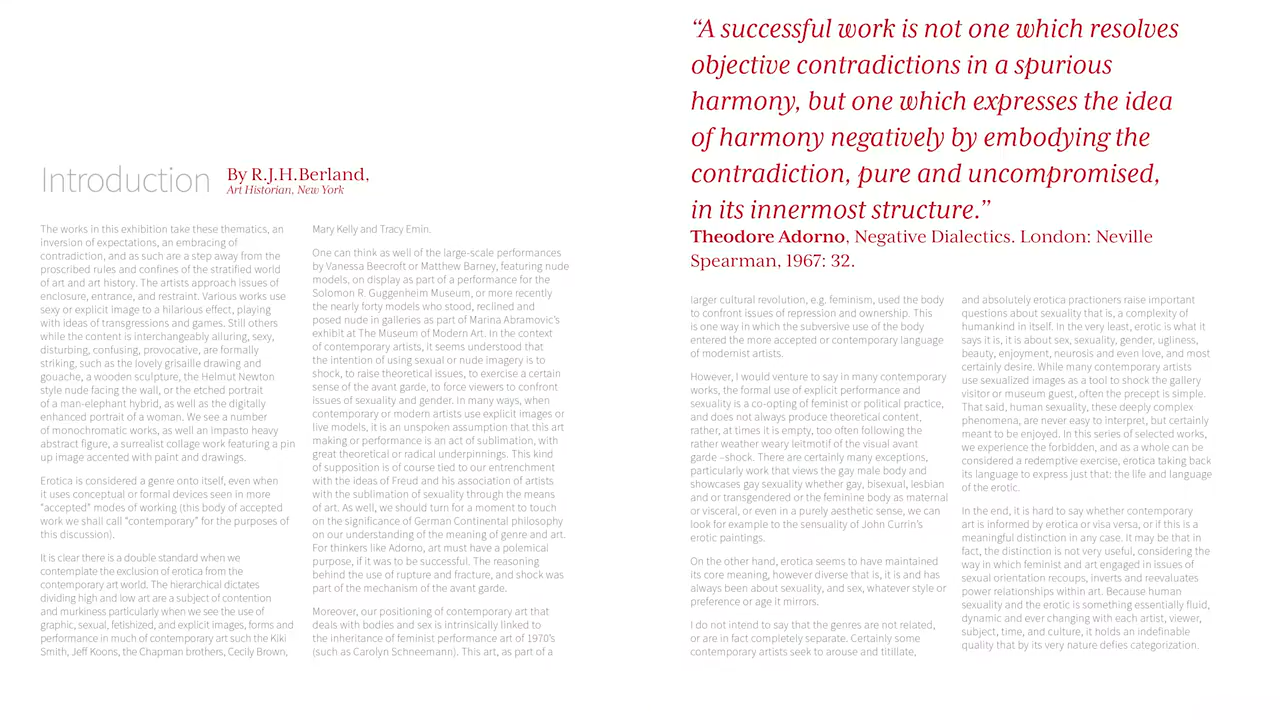 Introduction
By R.J.H.Berland,
Art Historian, New York
The works in this exhibition take these thematics, an
inversion of expectations, an embracing of
contradiction, and as such are a step away from the
proscribed rules and confines of the stratified world
of art and art history. The artists approach issues of
enclosure, entrance, and restraint. Various works use
sexy or explicit image to a hilarious effect, playing
with ideas of transgressions and games. Still others
while the content is interchangeably alluring, sexy,
disturbing, confusing, provocative, are formally
striking, such as the lovely grisaille drawing and
gouache, a wooden sculpture, the Helmut Newton
style nude facing the wall, or the etched portrait
of a man-elephant hybrid, as well as the digitally
enhanced portrait of a woman. We see a number
of monochromatic works, as well an impasto heavy
abstract figure, a surrealist collage work featuring a pin
up image accented with paint and drawings.
Erotica is considered a genre onto itself, even when
it uses conceptual or formal devices seen in more
“accepted” modes of working (this body of accepted
work we shall call “contemporary” for the purposes of
this discussion).
It is clear there is a double standard when we
contemplate the exclusion of erotica from the
contemporary art world. The hierarchical dictates
dividing high and low art are a subject of contention
and murkiness particularly when we see the use of
graphic, sexual, fetishized, and explicit images, forms and
performance in much of contemporary art such the Kiki
Smith, Jeff Koons, the Chapman brothers, Cecily Brown,
Mary Kelly and Tracy Emin.
One can think as well of the large-scale performances
by Vanessa Beecroft or Matthew Barney, featuring nude
models, on display as part of a performance for the
Solomon R. Guggenheim Museum, or more recently
the nearly forty models who stood, reclined and
posed nude in galleries as part of Marina Abramovic’s
exhibit at The Museum of Modern Art. In the context
of contemporary artists, it seems understood that
the intention of using sexual or nude imagery is to
shock, to raise theoretical issues, to exercise a certain
sense of the avant garde, to force viewers to confront
issues of sexuality and gender. In many ways, when
contemporary or modern artists use explicit images or
live models, it is an unspoken assumption that this art
making or performance is an act of sublimation, with
great theoretical or radical underpinnings. This kind
of supposition is of course tied to our entrenchment
with the ideas of Freud and his association of artists
with the sublimation of sexuality through the means
of art. As well, we should turn for a moment to touch
on the significance of German Continental philosophy
on our understanding of the meaning of genre and art.
For thinkers like Adorno, art must have a polemical
purpose, if it was to be successful. The reasoning
behind the use of rupture and fracture, and shock was
part of the mechanism of the avant garde.
Moreover, our positioning of contemporary art that
deals with bodies and sex is intrinsically linked to
the inheritance of feminist performance art of 1970’s
(such as Carolyn Schneemann). This art, as part of a
“A successful work is not one which resolves
objective contradictions in a spurious
harmony, but one which expresses the idea
of harmony negatively by embodying the
contradiction, pure and uncompromised,
in its innermost structure.”
Theodore Adorno, Negative Dialectics. London: Neville
Spearman, 1967: 32.
larger cultural revolution, e.g. feminism, used the body
to confront issues of repression and ownership. This
is one way in which the subversive use of the body
entered the more accepted or contemporary language
of modernist artists.
However, I would venture to say in many contemporary
works, the formal use of explicit performance and
sexuality is a co-opting of feminist or political practice,
and does not always produce theoretical content,
rather, at times it is empty, too often following the
rather weather weary leitmotif of the visual avant
garde –shock. There are certainly many exceptions,
particularly work that views the gay male body and
showcases gay sexuality whether gay, bisexual, lesbian
and or transgendered or the feminine body as maternal
or visceral, or even in a purely aesthetic sense, we can
look for example to the sensuality of John Currin’s
erotic paintings.
On the other hand, erotica seems to have maintained
its core meaning, however diverse that is, it is and has
always been about sexuality, and sex, whatever style or
preference or age it mirrors.
I do not intend to say that the genres are not related,
or are in fact completely separate. Certainly some
contemporary artists seek to arouse and titillate,
and absolutely erotica practioners raise important
questions about sexuality that is, a complexity of
humankind in itself. In the very least, erotic is what it
says it is, it is about sex, sexuality, gender, ugliness,
beauty, enjoyment, neurosis and even love, and most
certainly desire. While many contemporary artists
use sexualized images as a tool to shock the gallery
visitor or museum guest, often the precept is simple.
That said, human sexuality, these deeply complex
phenomena, are never easy to interpret, but certainly
meant to be enjoyed. In this series of selected works,
we experience the forbidden, and as a whole can be
considered a redemptive exercise, erotica taking back
its language to express just that: the life and language
of the erotic.
In the end, it is hard to say whether contemporary
art is informed by erotica or visa versa, or if this is a
meaningful distinction in any case. It may be that in
fact, the distinction is not very useful, considering the
way in which feminist and art engaged in issues of
sexual orientation recoups, inverts and reevaluates
power relationships within art. Because human
sexuality and the erotic is something essentially fluid,
dynamic and ever changing with each artist, viewer,
subject, time, and culture, it holds an indefinable
quality that by its very nature defies categorization.